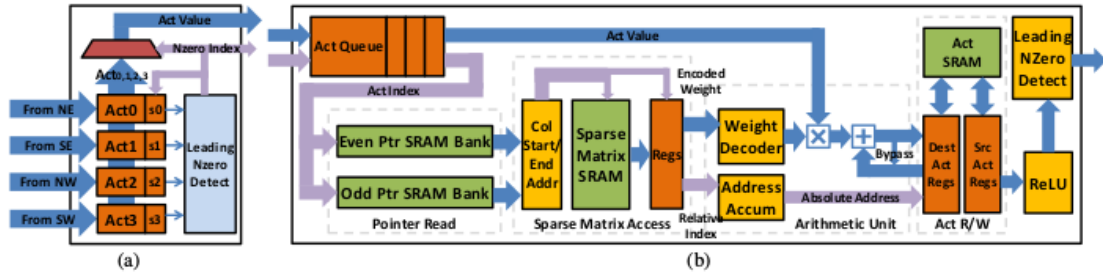 (a)
Act Value
Nzero Index
Act0,1,2,3
From NE
Act0
s0
From SE
Act1
s1
From NW
Act2
s2
From SW
Act3
s3
Leading
Nzero
Detect
(b)
Act Queue
Act Value
Act Index
Even Ptr SRAM Bank
Odd Ptr SRAM Bank
Pointer Read
Col
Start/
End
Addr
Sparse
Matrix
SRAM
Regs
Sparse Matrix Access
Encoded
Weight
Relative
Index
Weight
Decoder
Address
Accum
Bypass
Absolute Address
Arithmetic Unit
Act
SRAM
Dest
Act
Regs
Src
Act
Regs
Act R/W
Leading
NZero
Detect
ReLU